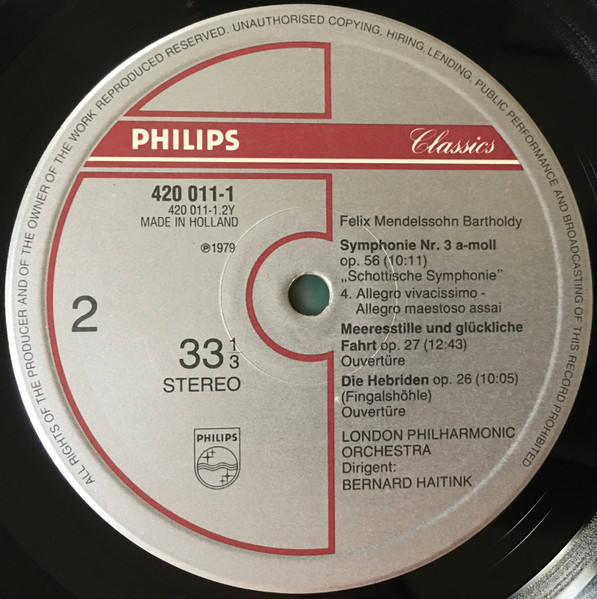 ALL RIGHTS OF THE PRODUCER AND OF THE OWNER OF THE WORK REPRODUCED RESERVED. UNAUTHORISED COPYING, HIRING, LENDING, PUBLIC PERFORMANCE AND BROADCASTING OF THIS RECORD PROHIBITED
PHILIPS
Classics
420 011-1
420 011-1.2Y
MADE IN HOLLAND
℗1979
2
33 1/3
STEREO
PHILIPS
Felix Mendelssohn Bartholdy
Symphonie Nr. 3 a-moll
op. 56 (10:11)
„Schottische Symphonie”
4. Allegro vivacissimo -
Allegro maestoso assai
Meeresstille und glückliche
Fahrt op. 27 (12:43)
Ouvertüre
Die Hebriden op. 26 (10:05)
(Fingalshöhle)
Ouvertüre
LONDON PHILHARMONIC
ORCHESTRA
Dirigent:
BERNARD HAITINK